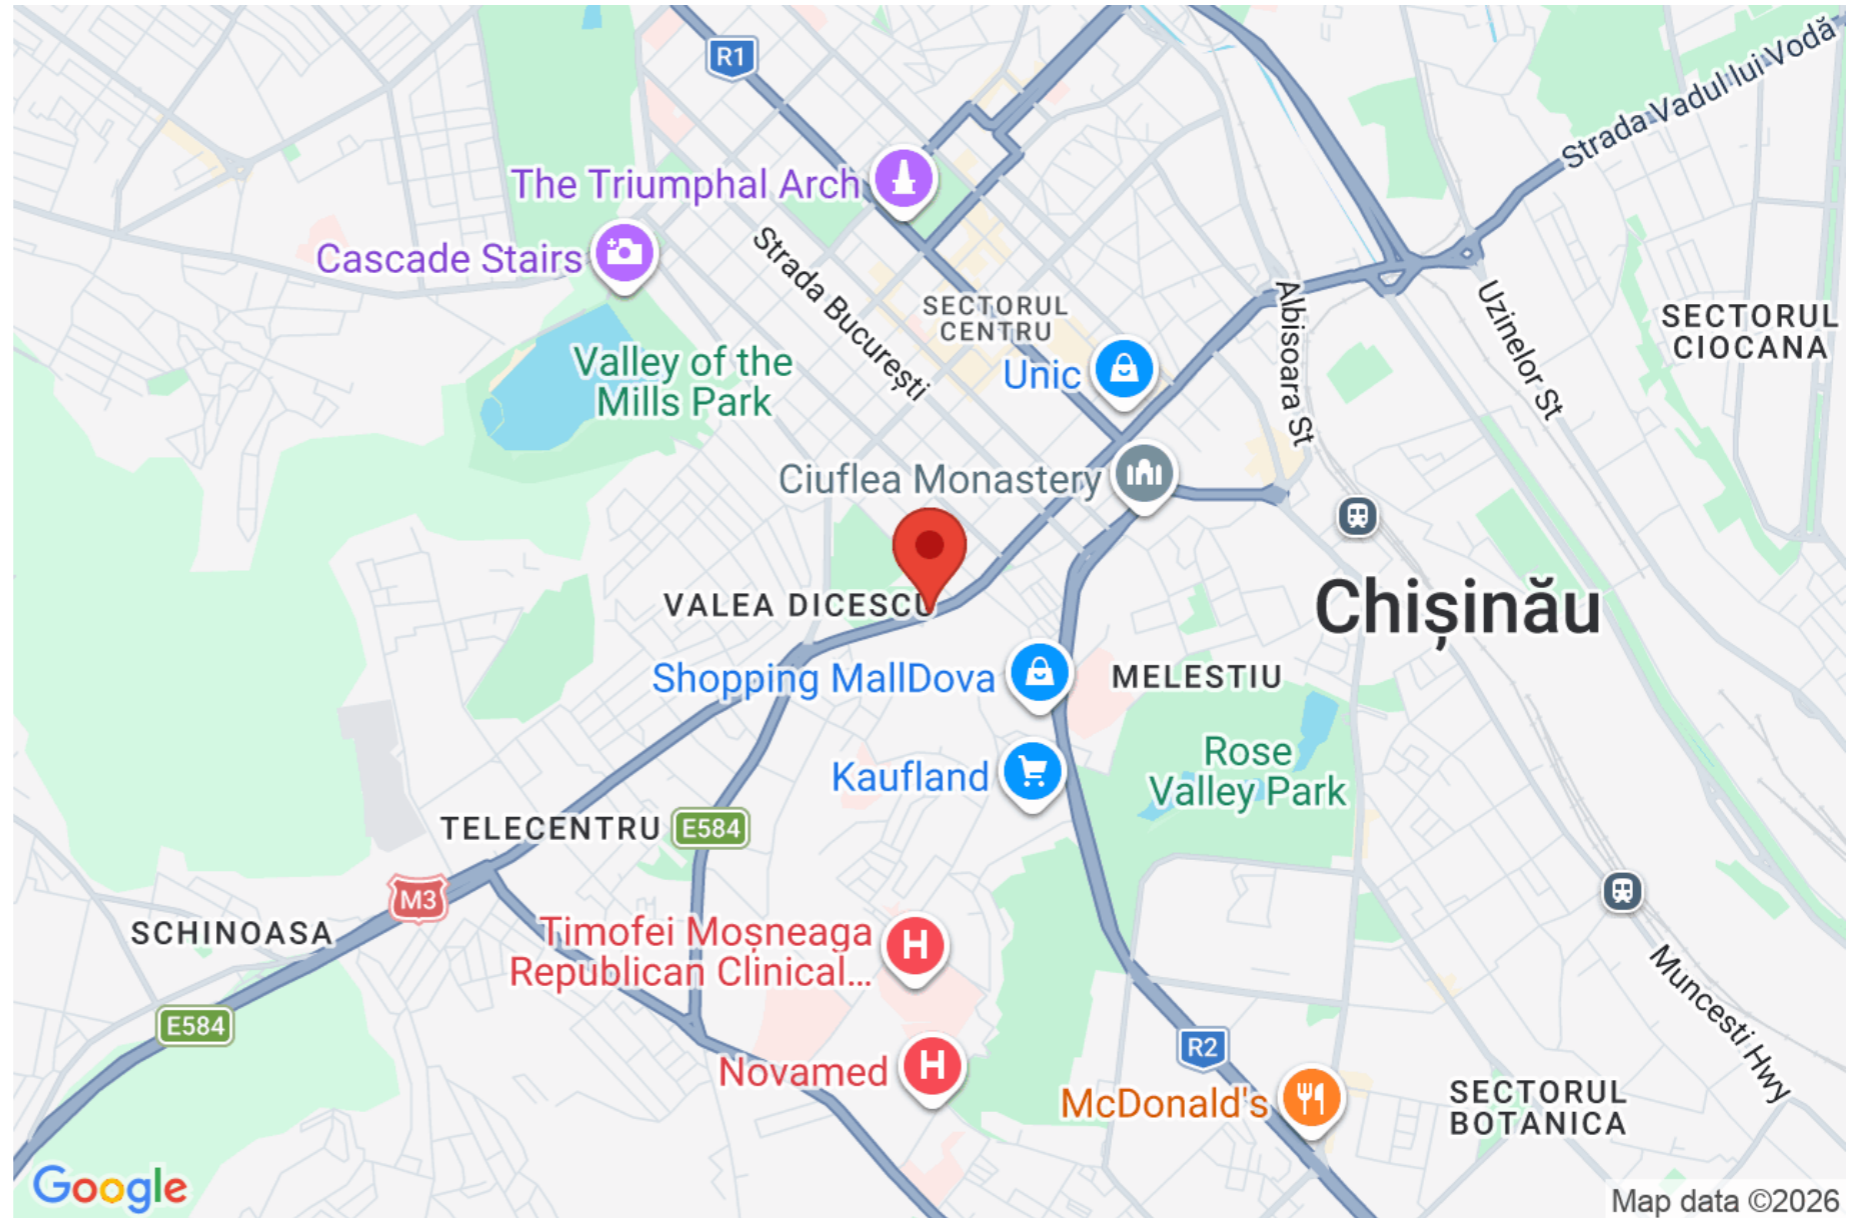 R1
Strada Vadul lui Vodă
The Triumphal Arch
Cascade Stairs
Strada București
SECTORUL
CENTRU
Albisoara St
Uzinelor St
SECTORUL
CIOCANA
Valley of the
Mills Park
Unic
Ciuflea Monastery
VALEA DICESCU
Chișinău
Shopping MallDova
MELESTIU
Rose
Valley Park
Kaufland
TELECENTRU
E584
M3
SCHINOASA
Timofei Moșneaga
Republican Clinical...
H
E584
Muncesti Hwy
R2
Novamed
H
McDonald's
SECTORUL
BOTANICA
Google
Map data ©2026